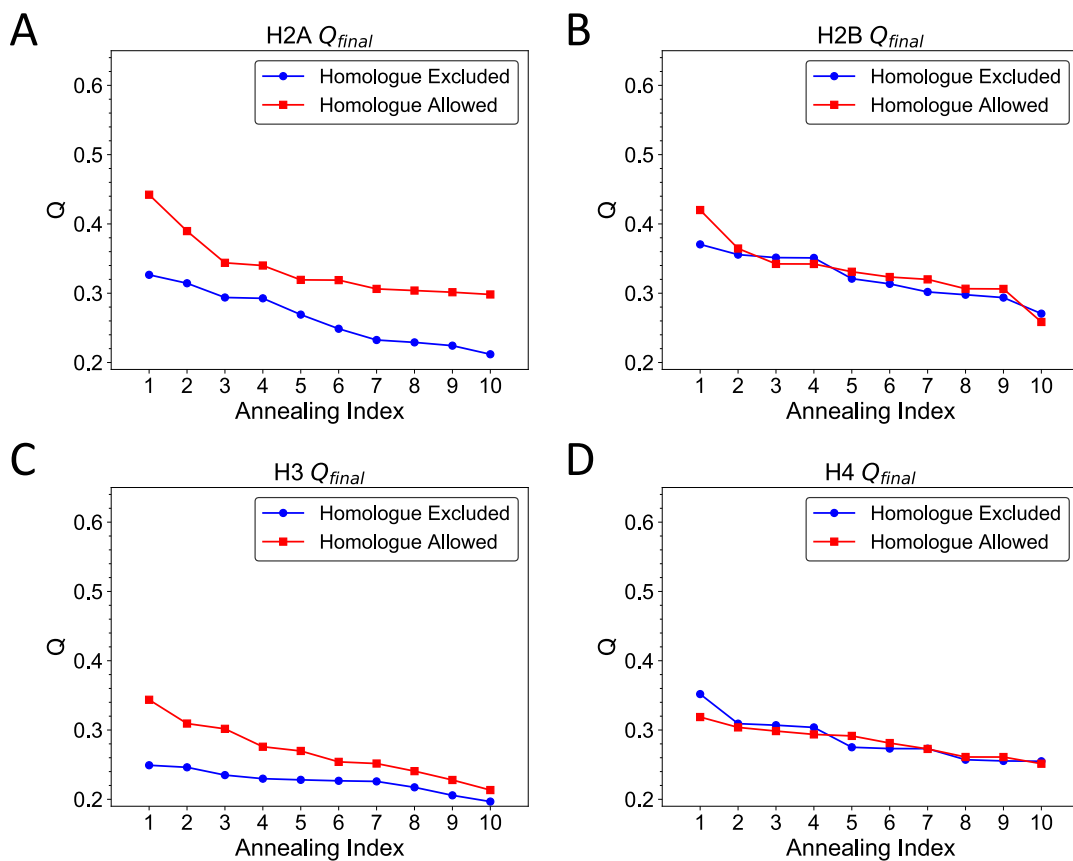 A
H2A Q_final
Homologue Excluded
Homologue Allowed
0.6
0.5
0.4
0.3
0.2
Q
1 2 3 4 5 6 7 8 9 10
Annealing Index
B
H2B Q_final
Homologue Excluded
Homologue Allowed
0.6
0.5
0.4
0.3
0.2
Q
1 2 3 4 5 6 7 8 9 10
Annealing Index
C
H3 Q_final
Homologue Excluded
Homologue Allowed
0.6
0.5
0.4
0.3
0.2
Q
1 2 3 4 5 6 7 8 9 10
Annealing Index
D
H4 Q_final
Homologue Excluded
Homologue Allowed
0.6
0.5
0.4
0.3
0.2
Q
1 2 3 4 5 6 7 8 9 10
Annealing Index